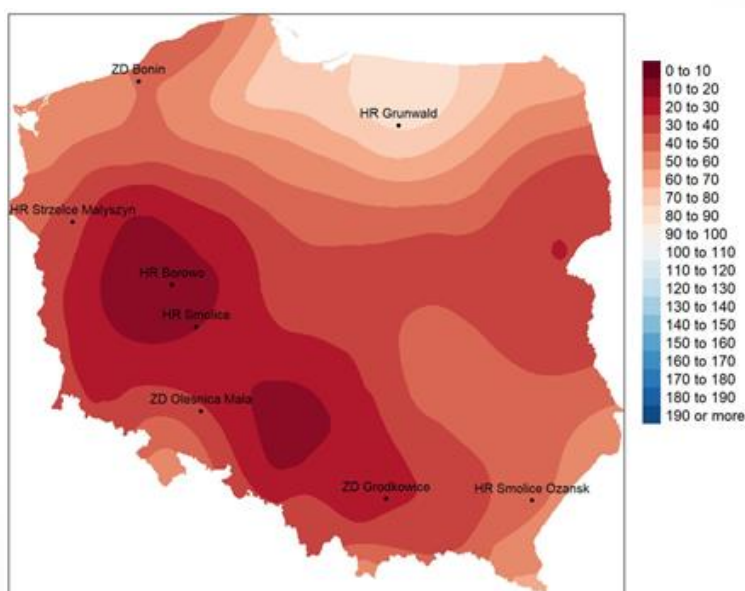 ZD Bonin
HR Grunwald
HR Strzelce Małyszyn
HR Borowo
HR Smolice
ZD Oleśnica Mała
ZD Grodkowice
HR Smolice Ozansk
0 to 10
10 to 20
20 to 30
30 to 40
40 to 50
50 to 60
60 to 70
70 to 80
80 to 90
90 to 100
100 to 110
110 to 120
120 to 130
130 to 140
140 to 150
150 to 160
160 to 170
170 to 180
180 to 190
190 or more